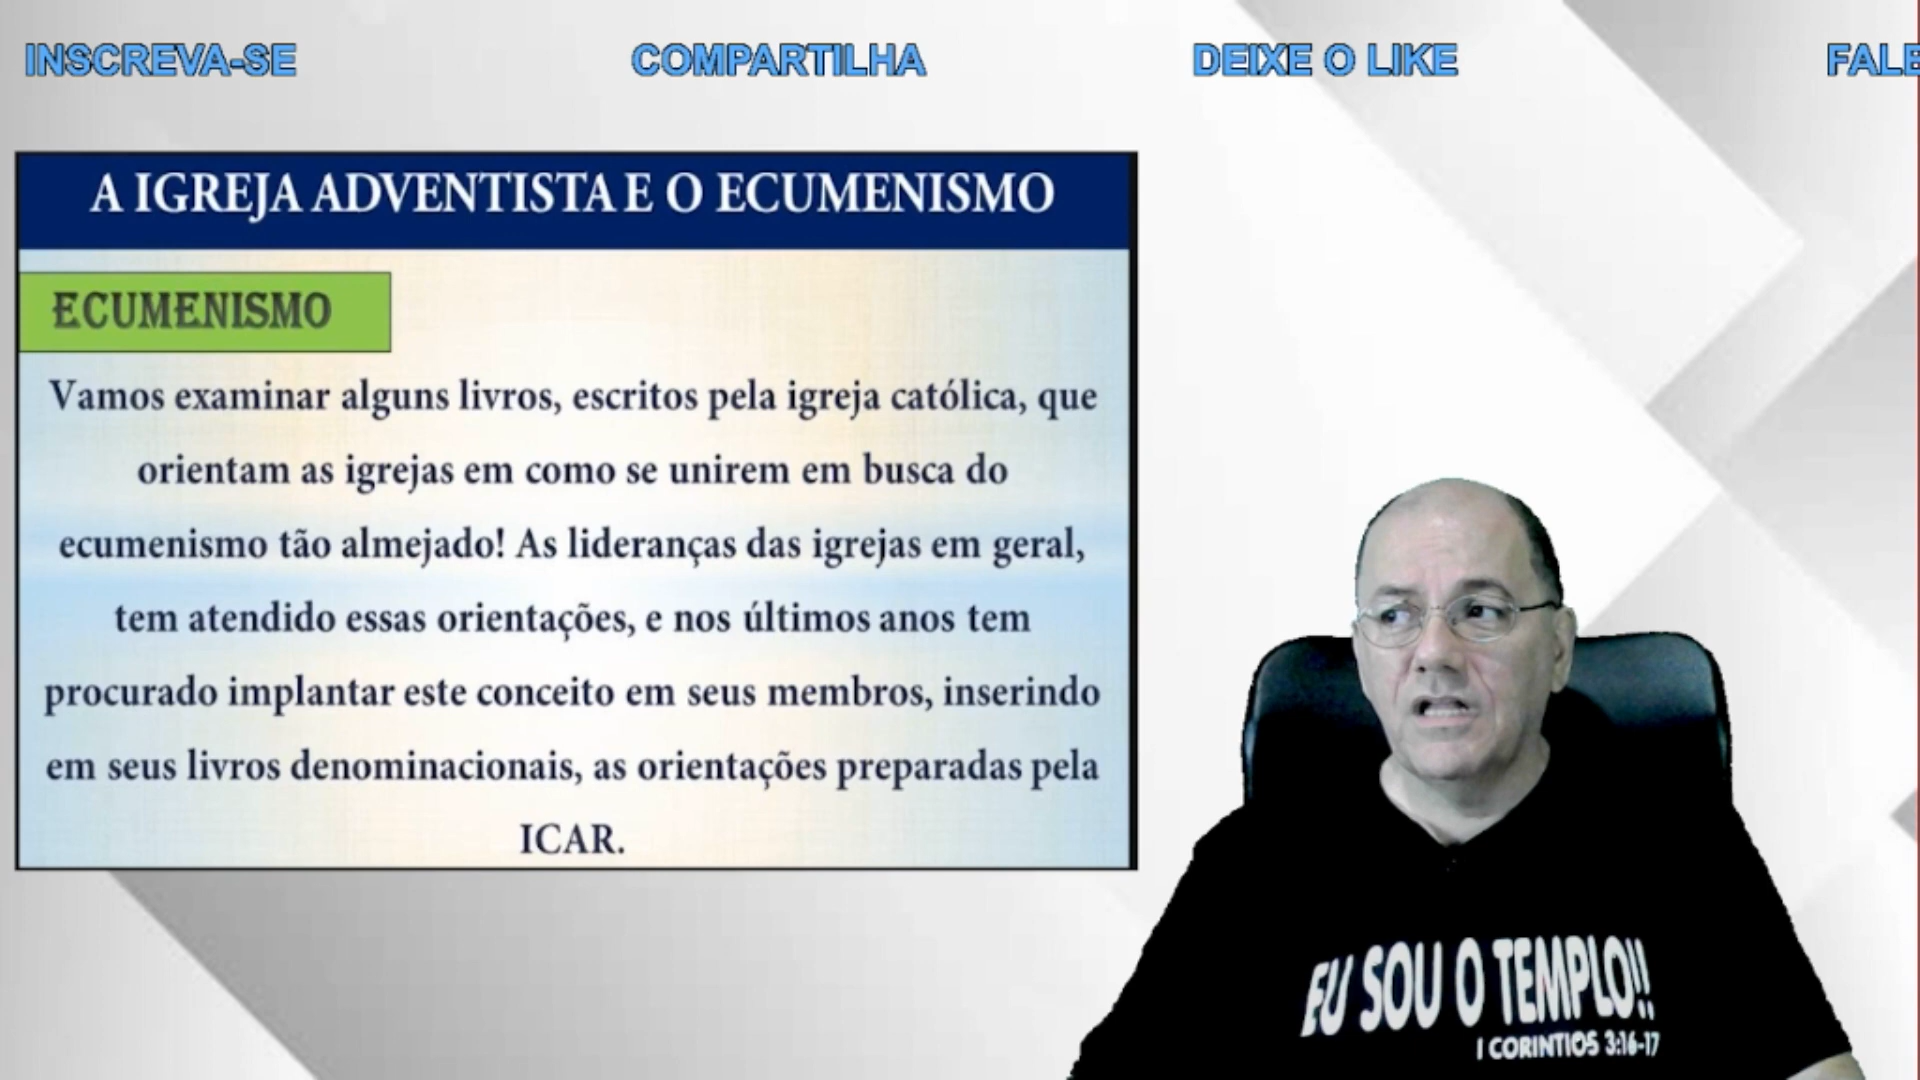 INSCREVA-SE COMPARTILHA DEIXE O LIKE FALE
A IGREJA ADVENTISTA E O ECUMENISMO
ECUMENISMO
Vamos examinar alguns livros, escritos pela igreja católica, que
orientam as igrejas em como se unirem em busca do
ecumenismo tão almejado! As lideranças das igrejas em geral,
tem atendido essas orientações, e nos últimos anos tem
procurado implantar este conceito em seus membros, inserindo
em seus livros denominacionais, as orientações preparadas pela
ICAR.
EU SOU O TEMPLO!!
I CORINTIOS 3:16-17